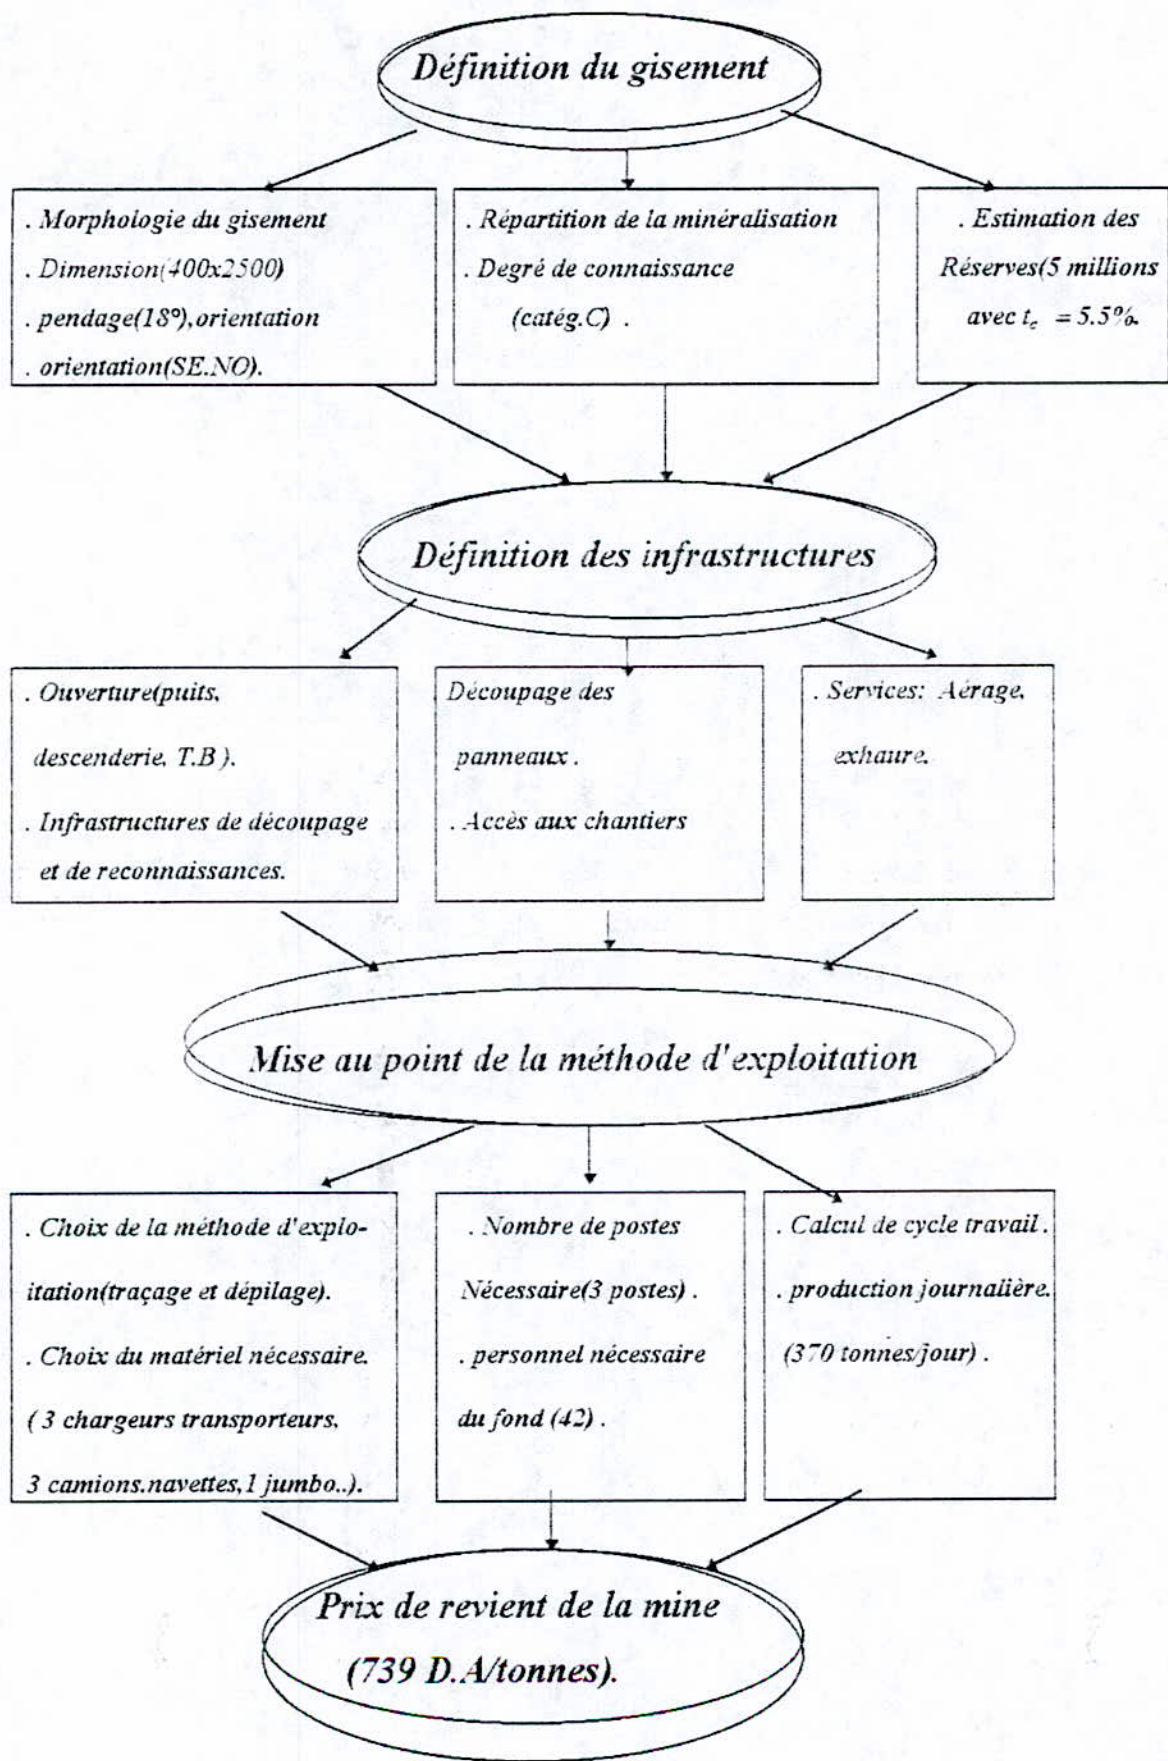 Définition du gisement
. Morphologie du gisement
. Dimension(400x2500)
. pendage(18°),orientation
. orientation(SE.NO).
. Répartition de la minéralisation
. Degré de connaissance
(catég.C) .
. Estimation des
Réserves(5 millions
avec tc = 5.5%.
Définition des infrastructures
. Ouverture(puits,
descenderie, T.B ).
. Infrastructures de découpage
et de reconnaissances.
Découpage des
panneaux .
. Accès aux chantiers
. Services: Aérage,
exhaure.
Mise au point de la méthode d'exploitation
. Choix de la méthode d'explo-
itation(traçage et dépilage).
. Choix du matériel nécessaire.
( 3 chargeurs transporteurs,
3 camions.navettes,1 jumbo..).
. Nombre de postes
Nécessaire(3 postes) .
. personnel nécessaire
du fond (42) .
. Calcul de cycle travail .
. production journalière.
(370 tonnes/jour) .
Prix de revient de la mine
(739 D.A/tonnes).